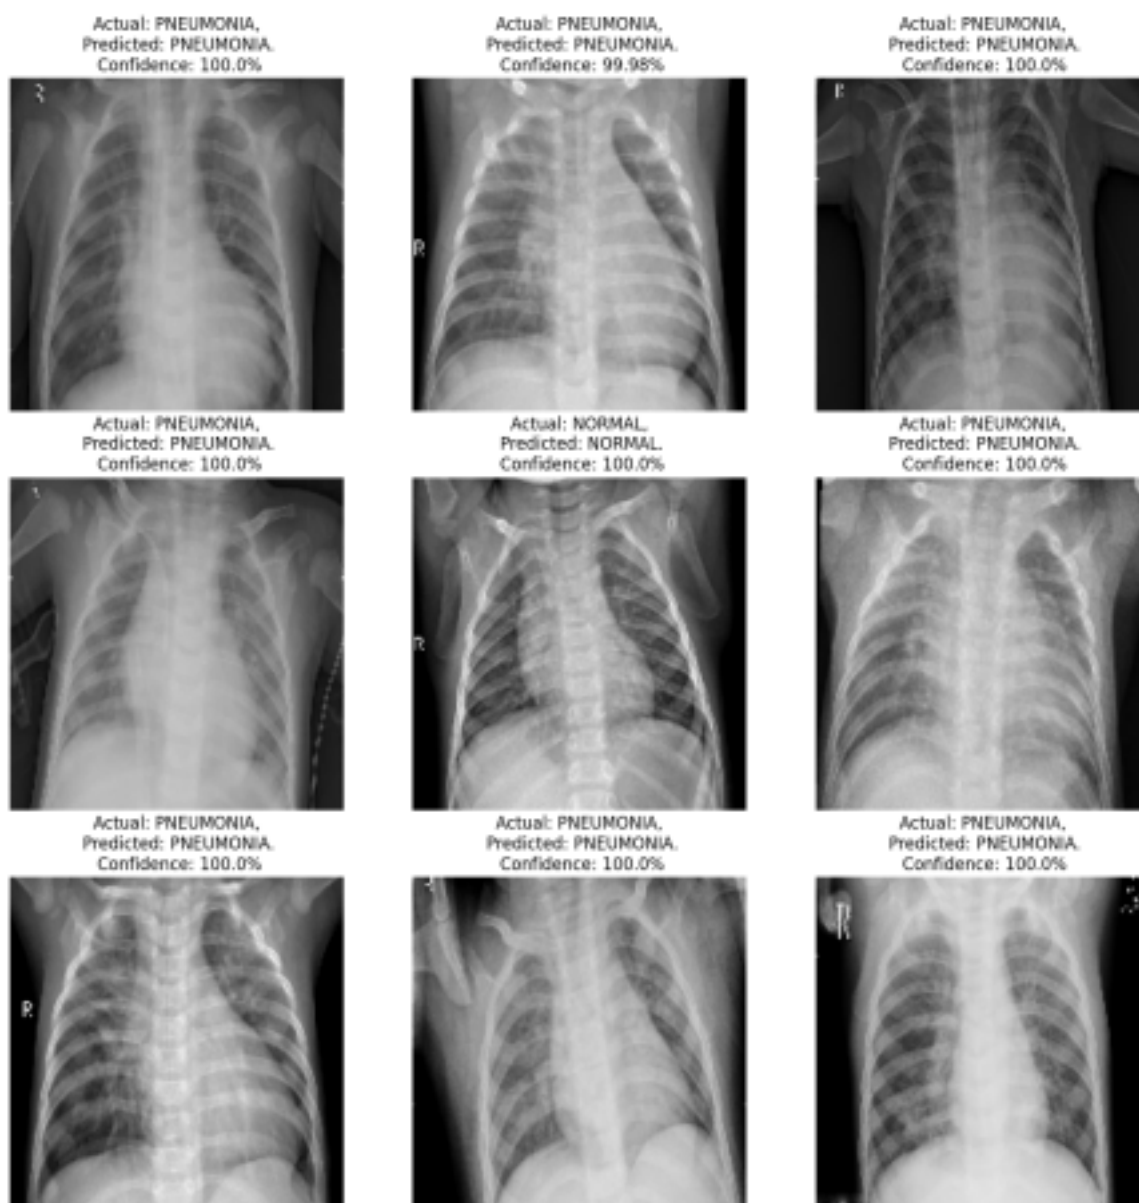 Actual: PNEUMONIA,
Predicted: PNEUMONIA.
Confidence: 100.0%
Actual: PNEUMONIA,
Predicted: PNEUMONIA.
Confidence: 99.98%
Actual: PNEUMONIA,
Predicted: PNEUMONIA.
Confidence: 100.0%
R
R
R
Actual: PNEUMONIA,
Predicted: PNEUMONIA.
Confidence: 100.0%
Actual: NORMAL,
Predicted: NORMAL.
Confidence: 100.0%
Actual: PNEUMONIA,
Predicted: PNEUMONIA.
Confidence: 100.0%
R
Actual: PNEUMONIA,
Predicted: PNEUMONIA.
Confidence: 100.0%
Actual: PNEUMONIA,
Predicted: PNEUMONIA.
Confidence: 100.0%
Actual: PNEUMONIA,
Predicted: PNEUMONIA.
Confidence: 100.0%
R
R